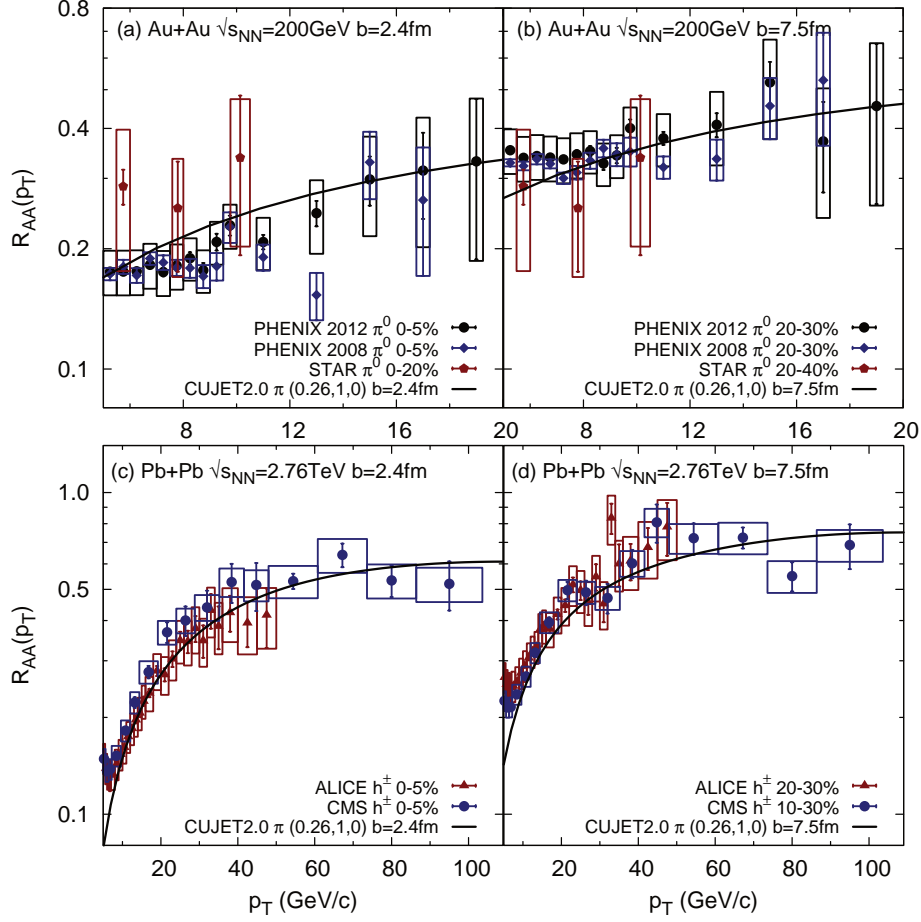 (a) Au+Au √sNN=200GeV b=2.4fm
(b) Au+Au √sNN=200GeV b=7.5fm
0.8
0.4
0.2
0.1
RAA(pT)
PHENIX 2012 π0 0-5%
PHENIX 2008 π0 0-5%
STAR π0 0-20%
CUJET2.0 π (0.26,1,0) b=2.4fm
PHENIX 2012 π0 20-30%
PHENIX 2008 π0 20-30%
STAR π0 20-40%
CUJET2.0 π (0.26,1,0) b=7.5fm
8 12 16 20 8 12 16 20
(c) Pb+Pb √sNN=2.76TeV b=2.4fm
(d) Pb+Pb √sNN=2.76TeV b=7.5fm
1.0
0.5
0.1
RAA(pT)
ALICE h± 0-5%
CMS h± 0-5%
CUJET2.0 π (0.26,1,0) b=2.4fm
ALICE h± 20-30%
CMS h± 10-30%
CUJET2.0 π (0.26,1,0) b=7.5fm
20 40 60 80 100 20 40 60 80 100
pT (GeV/c)
pT (GeV/c)